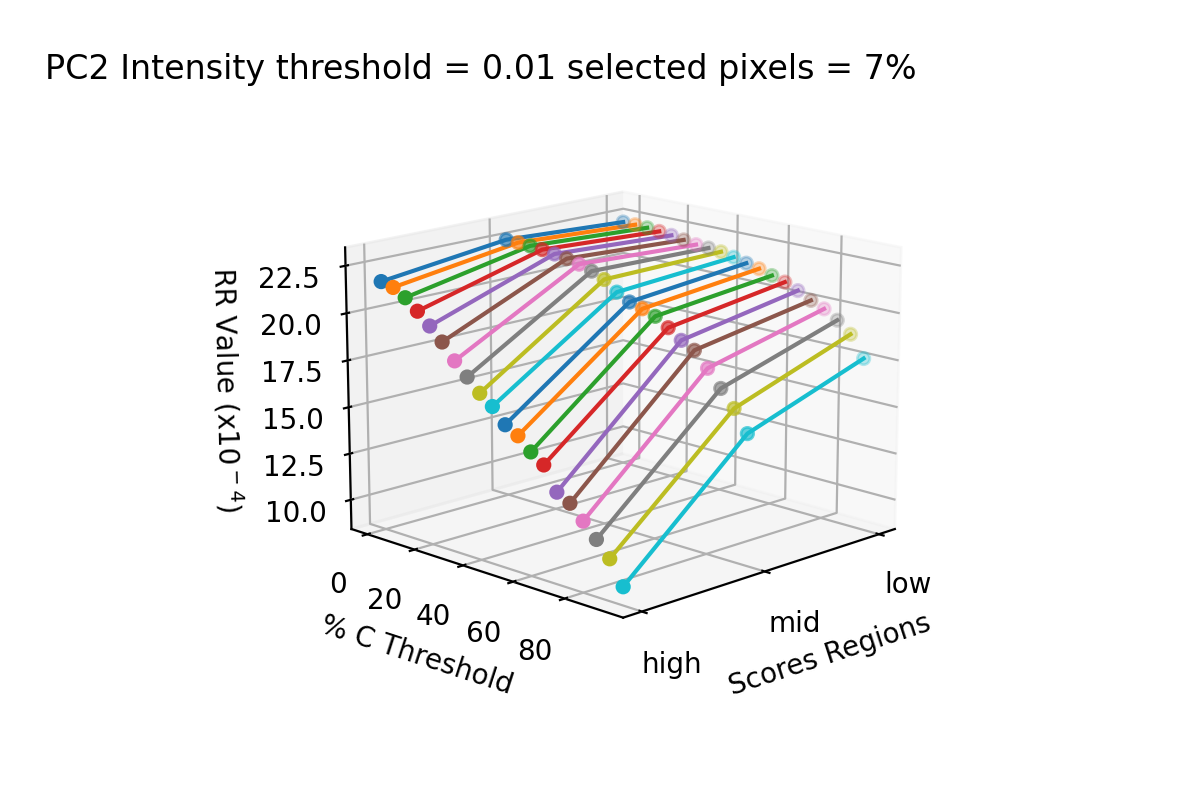 PC2 Intensity threshold = 0.01 selected pixels = 7%
RR Value (x10⁻⁴)
22.5
20.0
17.5
15.0
12.5
10.0
0
20
40
60
80
% C Threshold
high
mid
low
Scores Regions